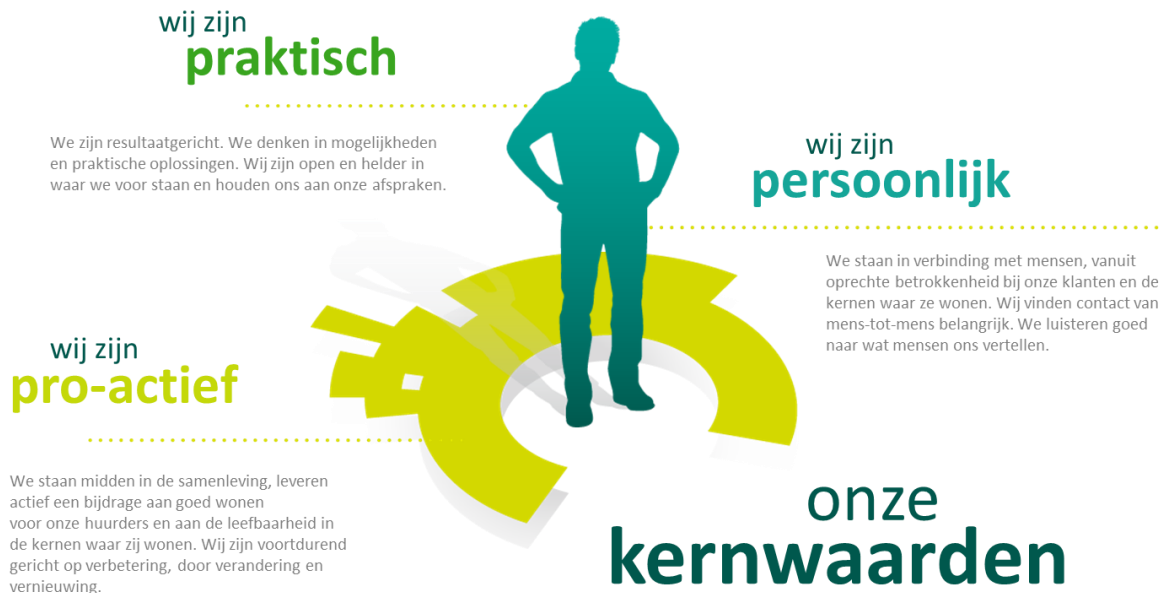 wij zijn
praktisch
We zijn resultaatgericht. We denken in mogelijkheden
en praktische oplossingen. Wij zijn open en helder in
waar we voor staan en houden ons aan onze afspraken.
wij zijn
persoonlijk
We staan in verbinding met mensen, vanuit
oprechte betrokkenheid bij onze klanten en de
kernen waar ze wonen. Wij vinden contact van
mens-tot-mens belangrijk. We luisteren goed
naar wat mensen ons vertellen.
wij zijn
pro-actief
We staan midden in de samenleving, leveren
actief een bijdrage aan goed wonen
voor onze huurders en aan de leefbaarheid in
de kernen waar zij wonen. Wij zijn voortdurend
gericht op verbetering, door verandering en
vernieuwing.
onze
kernwaarden